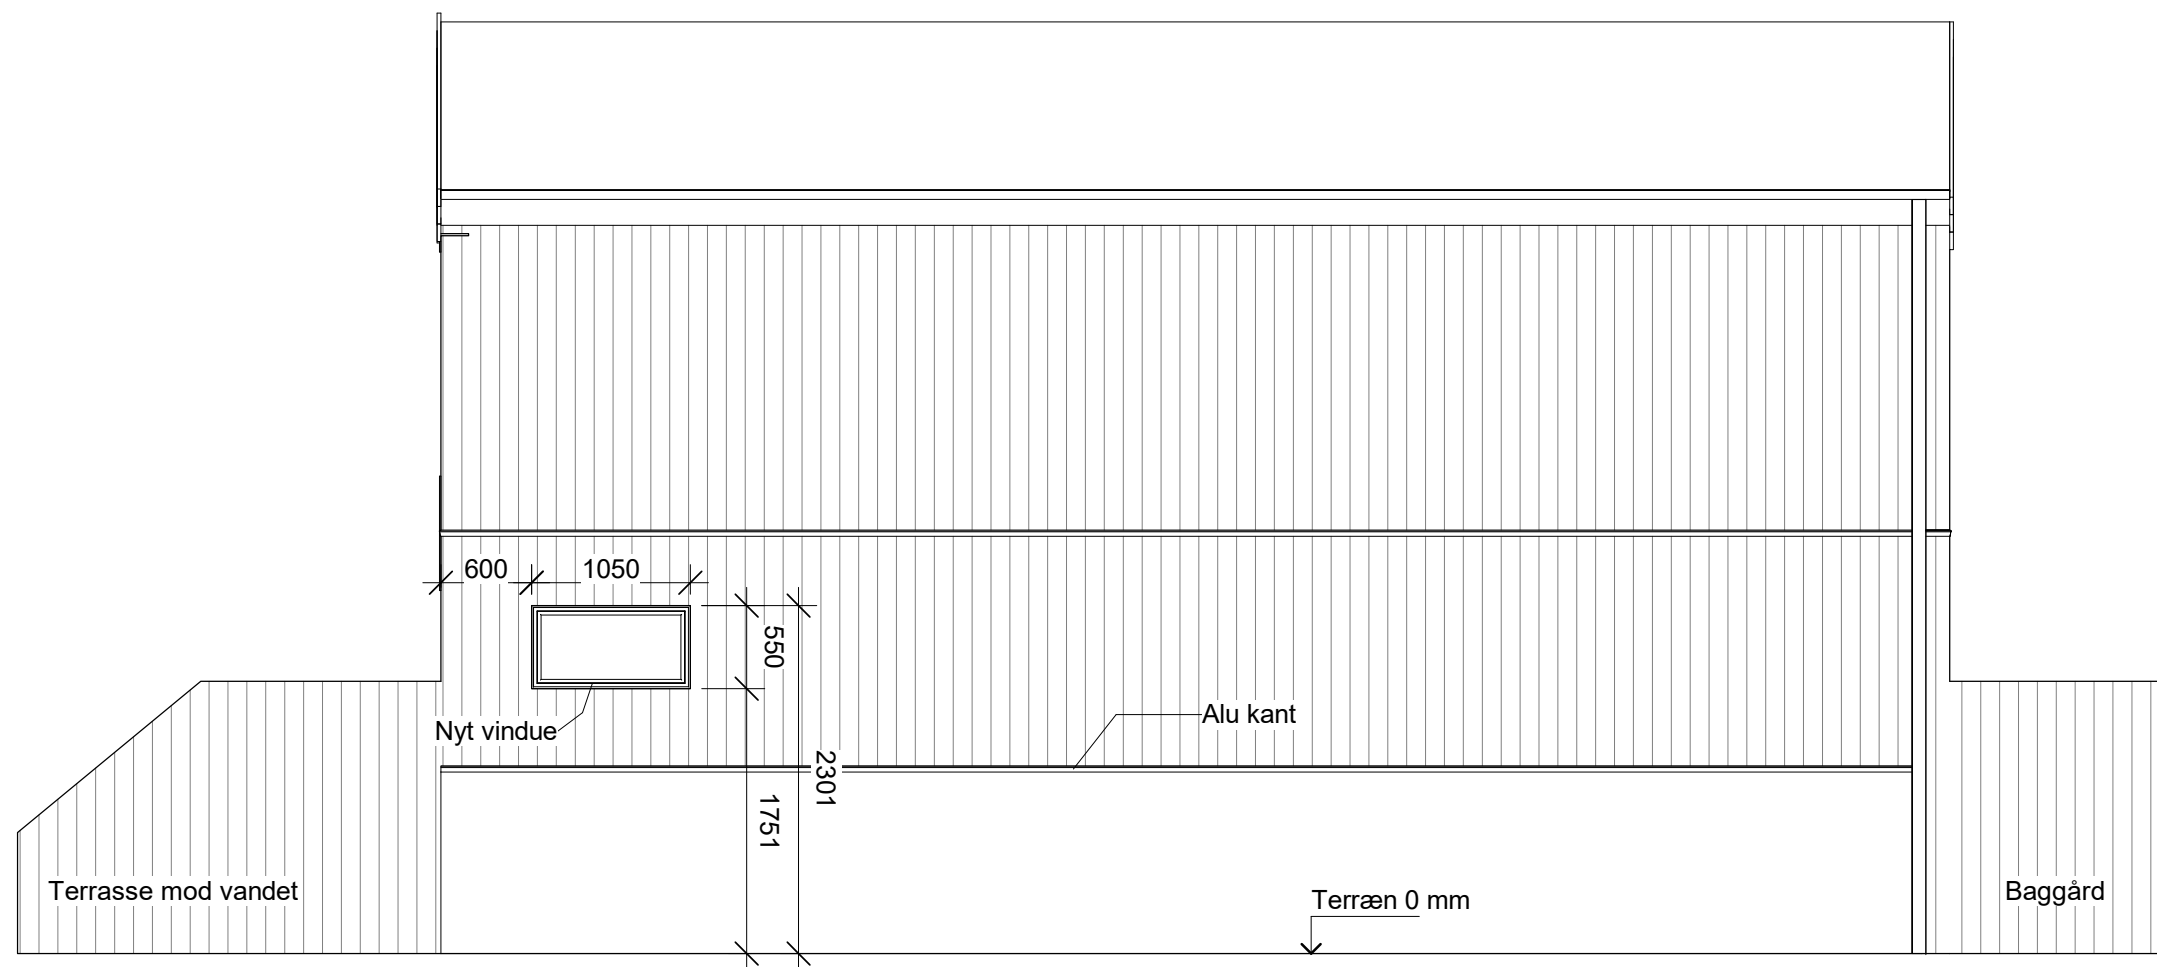 600
1050
550
Nyt vindue
Alu kant
2301
1751
Terrasse mod vandet
Terræn 0 mm
Baggård